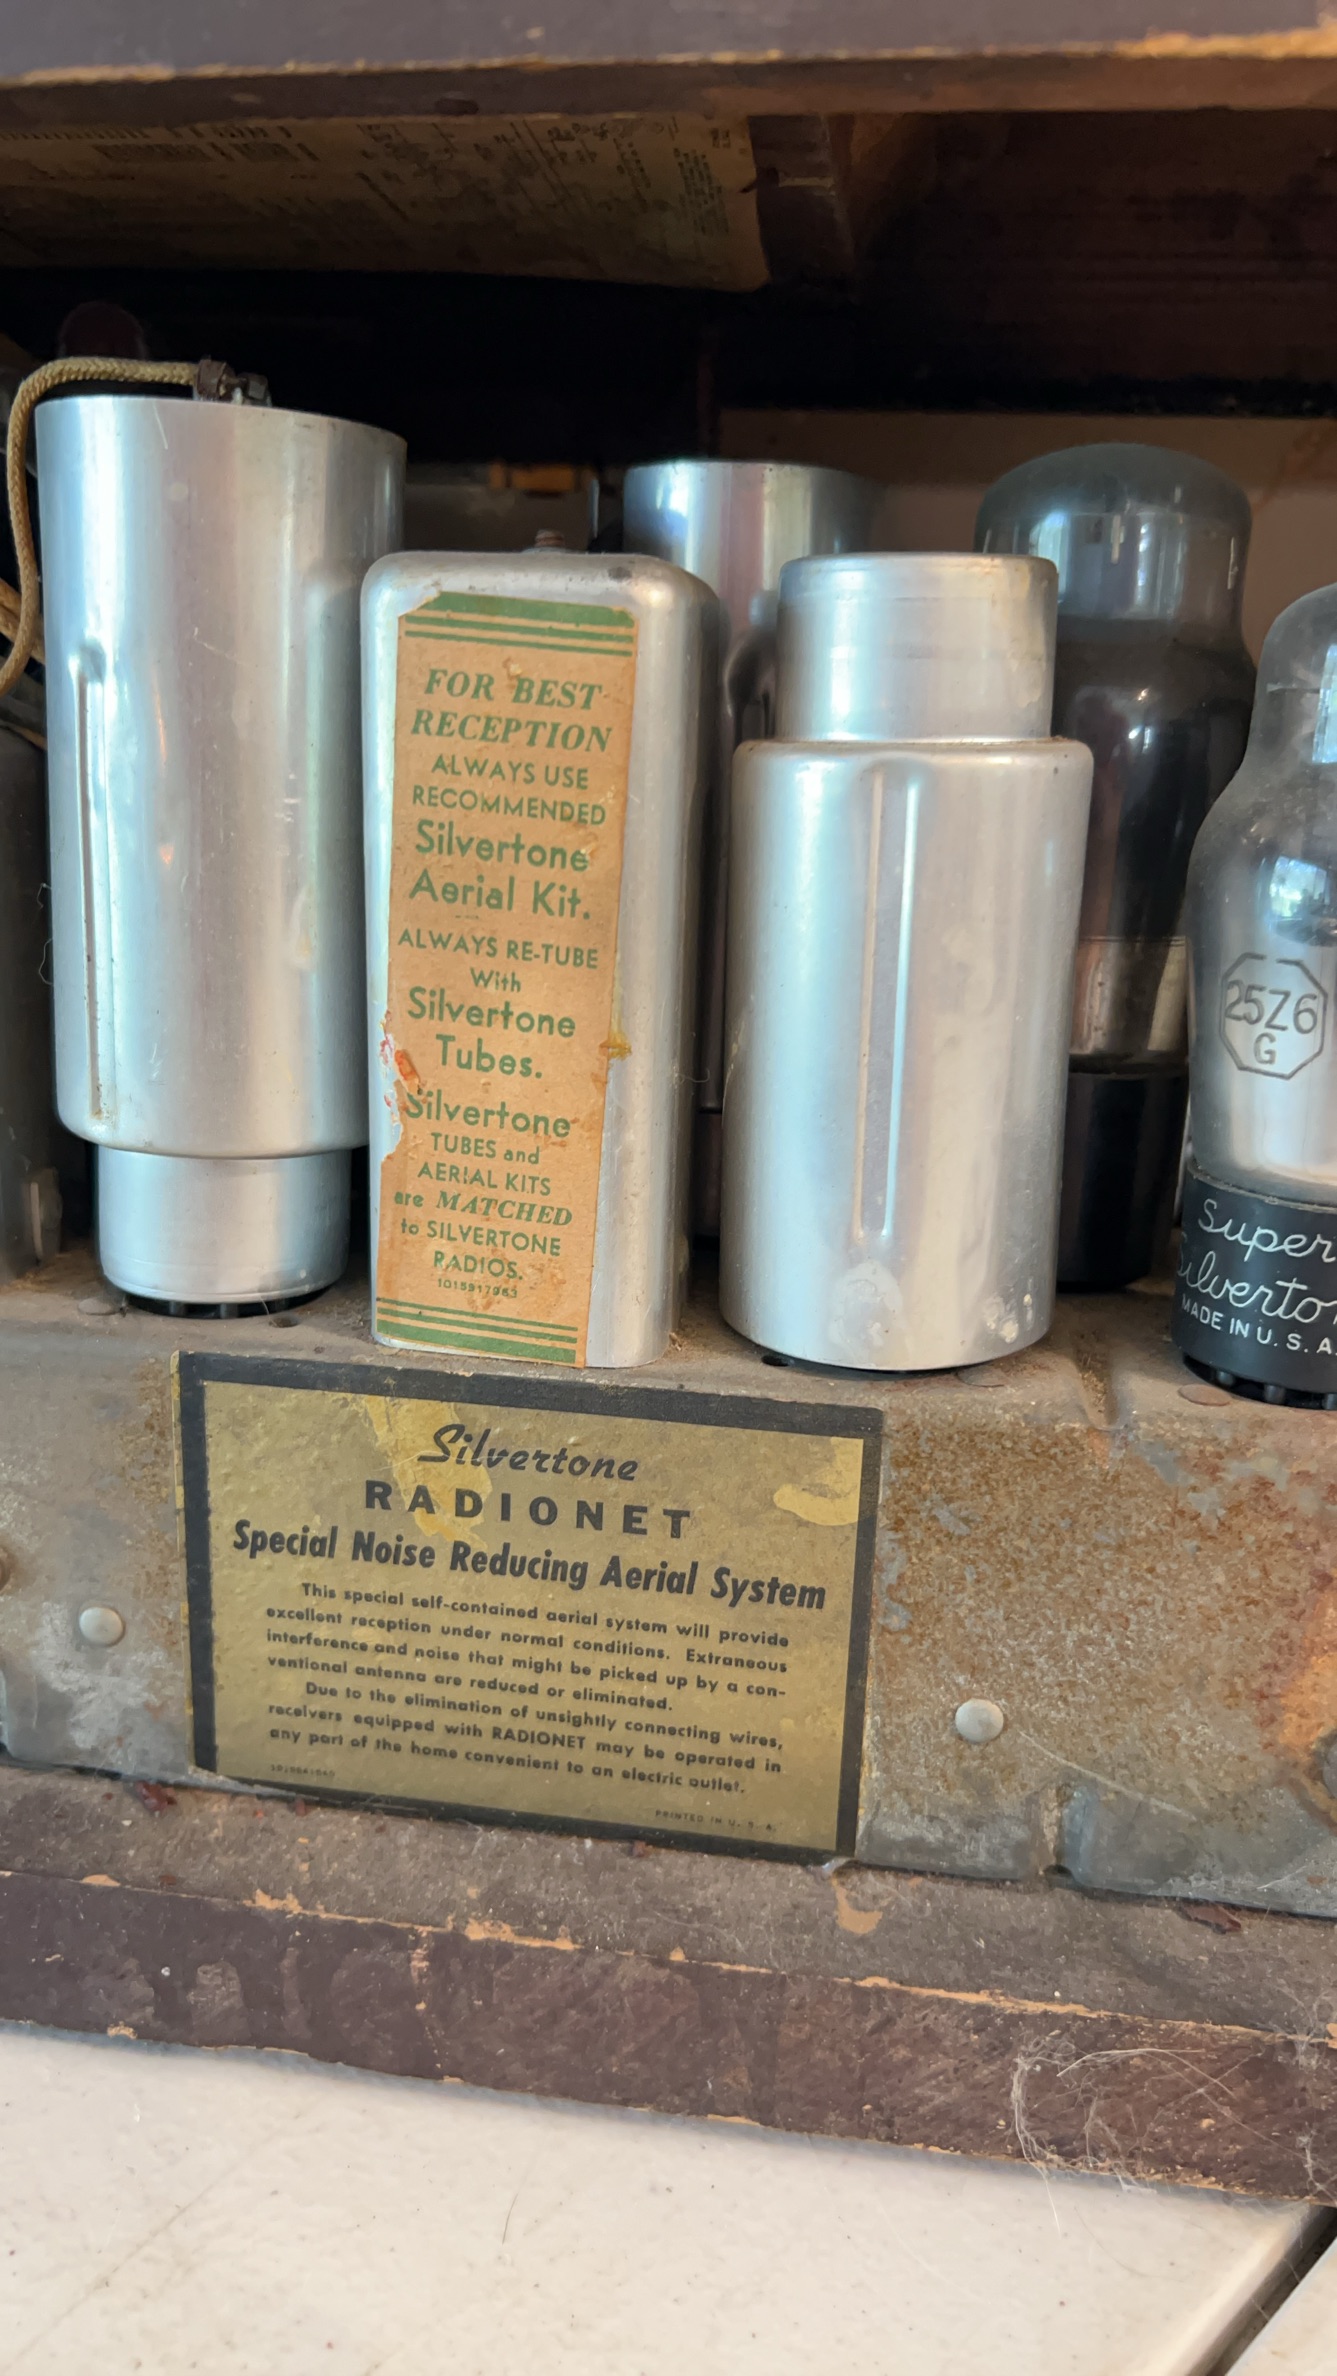 FOR BEST
RECEPTION
ALWAYS USE
RECOMMENDED
Silvertone
Aerial Kit.
ALWAYS RE-TUBE
With
Silvertone
Tubes.
Silvertone
TUBES and
AERIAL KITS
are MATCHED
to SILVERTONE
RADIOS.
25Z6
G
Super
Silverto
MADE IN U. S. A.
Silvertone
RADIONET
Special Noise Reducing Aerial System
This special self-contained aerial system will provide
excellent reception under normal conditions. Extraneous
interference and noise that might be picked up by a con-
ventional antenna are reduced or eliminated.
Due to the elimination of unsightly connecting wires,
receivers equipped with RADIONET may be operated in
any part of the home convenient to an electric outlet.
PRINTED IN U. S. A.